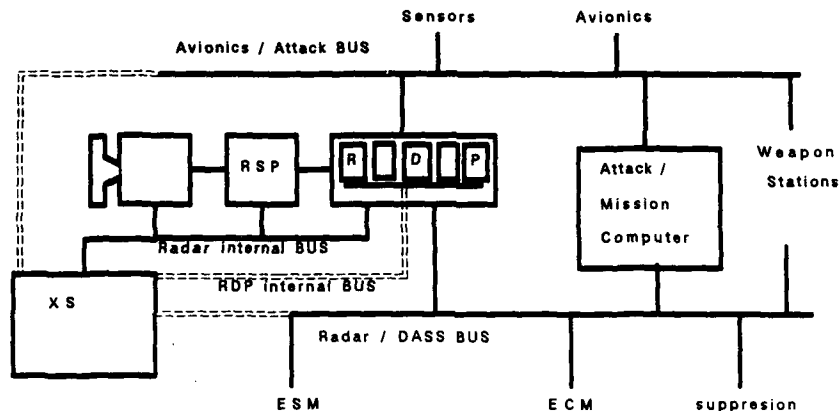 Sensors
Avionics
Avionics / Attack BUS
RSP
R D P
Attack /
Mission
Computer
Weapon
Stations
Radar internal BUS
RDP internal BUS
XS
Radar / DASS BUS
ESM
ECM
suppresion